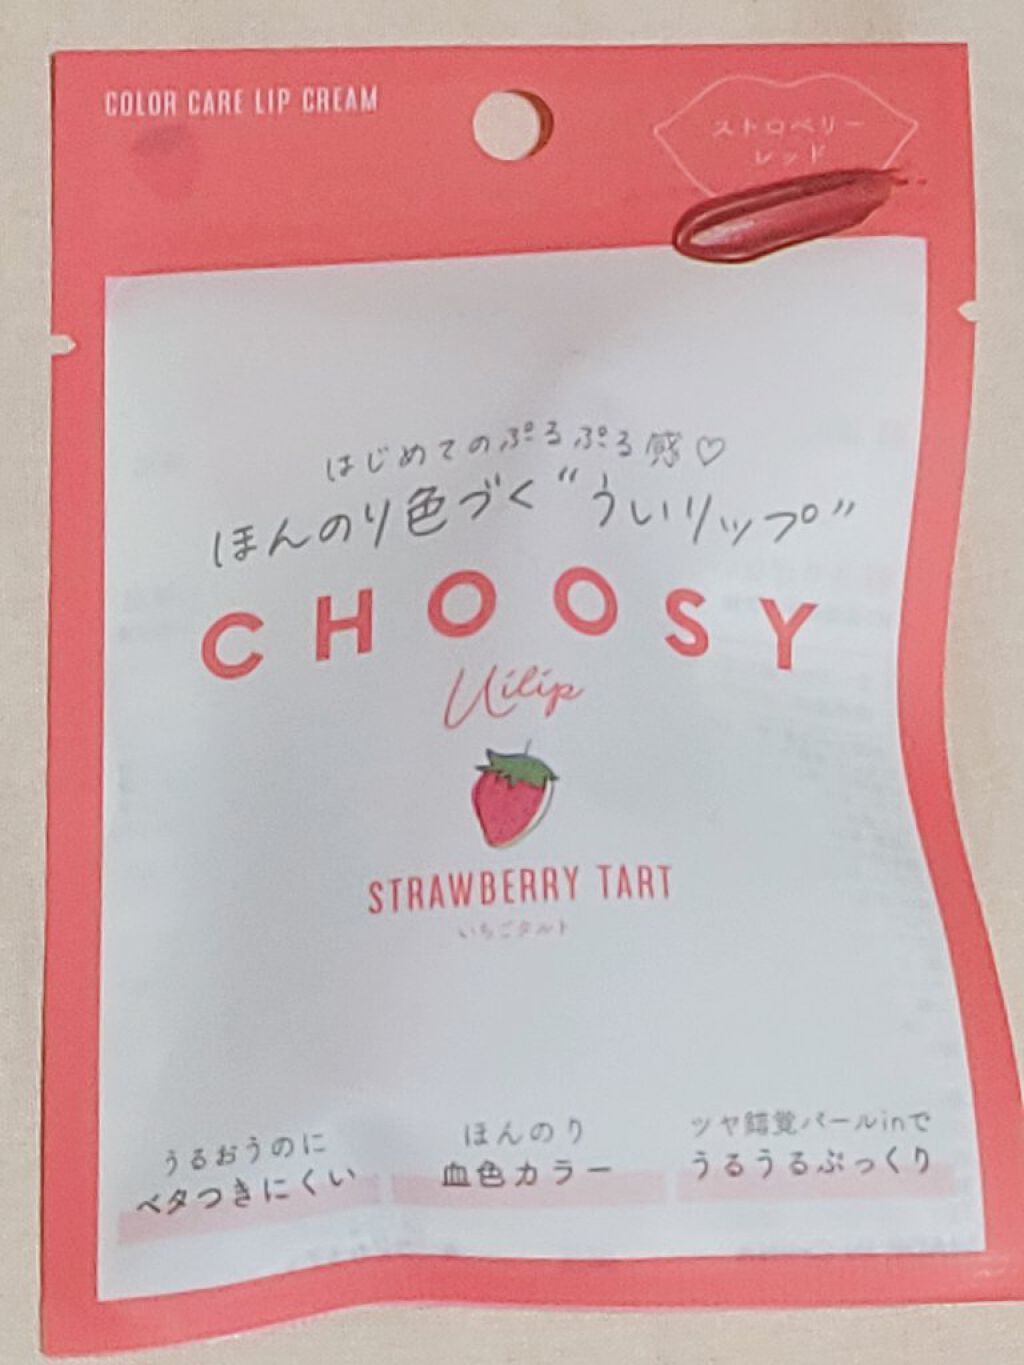 COLOR CARE LIP CREAM
ストロベリー
レッド
はじめてのぷるぷる感♡
ほんのり色づく“ういリップ”
CHOOSY
Uilip
STRAWBERRY TART
いちごタルト
うるおうのに
ベタつきにくい
ほんのり
血色カラー
ツヤ錯覚パールinで
うるうるぷっくり